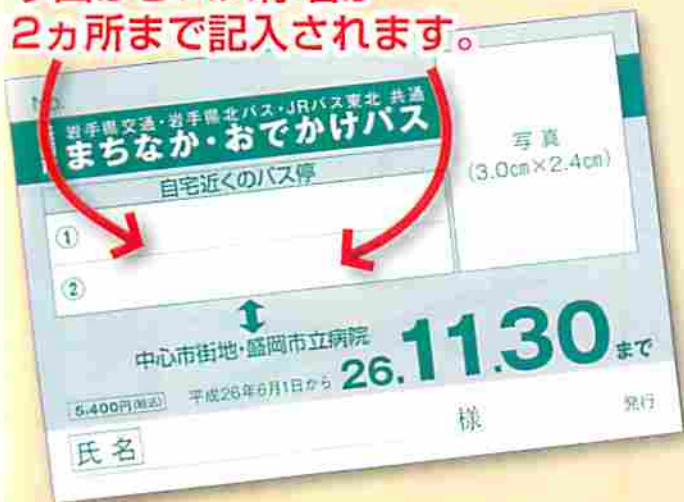 2ヵ所まで記入されます。
No.
岩手県交通・岩手県北バス・JRバス東北 共通
まちなか・おでかけパス
写真
(3.0cm×2.4cm)
自宅近くのバス停
①
②
中心市街地・盛岡市立病院
5,400円(税込)
平成26年6月1日から 26.11.30まで
氏名
様
発行